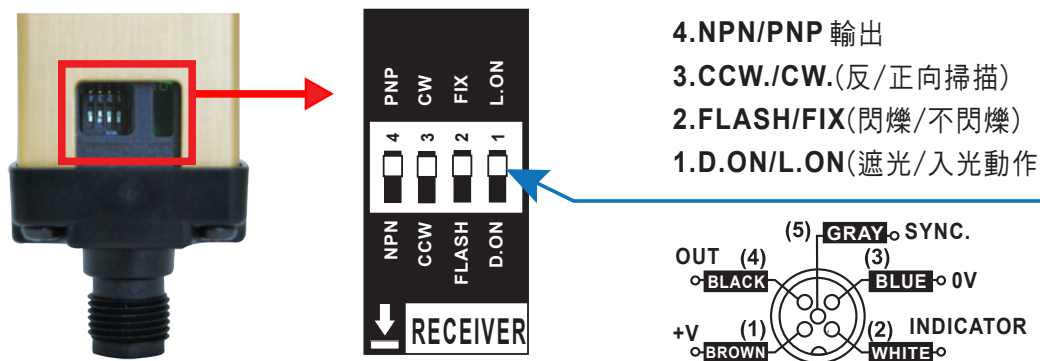 PNP CW FIX L.ON
4 3 2 1
NPN CCW FLASH D.ON
RECEIVER
4.NPN/PNP 輸出
3.CCW./CW.(反/正向掃描)
2.FLASH/FIX(閃爍/不閃爍)
1.D.ON/L.ON(遮光/入光動作
(5) GRAY SYNC.
OUT (4) (3)
BLACK BLUE 0V
+V (1) (2) INDICATOR
BROWN WHITE